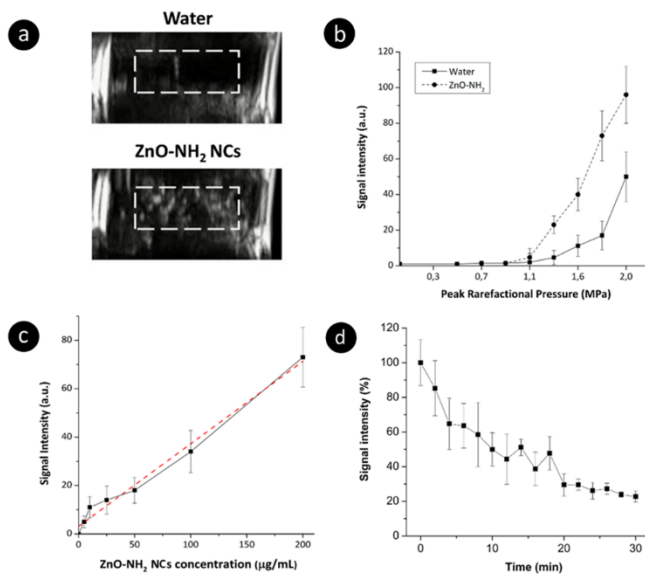 a
Water
ZnO-NH₂ NCs
b
Water
ZnO-NH₂
Signal intensity (a.u.)
120
100
80
60
40
20
0
0,3 0,7 1,1 1,6 2,0
Peak Rarefactional Pressure (MPa)
c
Signal Intensity (a.u.)
80
60
40
20
0
0 50 100 150 200
ZnO-NH₂ NCs concentration (μg/mL)
d
Signal intensity (%)
120
100
80
60
40
20
0
0 10 20 30
Time (min)